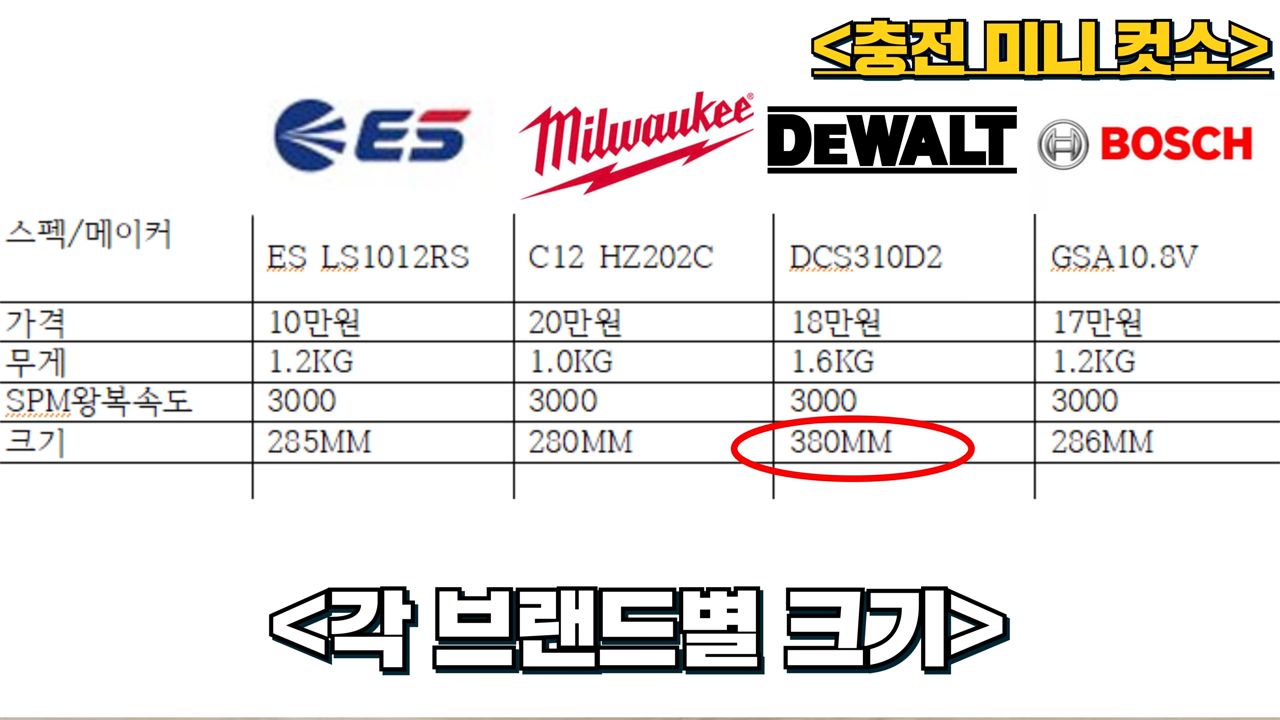 <충전 미니 컷소>
ES Milwaukee® DEWALT BOSCH
스펙/메이커 ES LS1012RS C12 HZ202C DCS310D2 GSA10.8V
가격 10만원 20만원 18만원 17만원
무게 1.2KG 1.0KG 1.6KG 1.2KG
SPM왕복속도 3000 3000 3000 3000
크기 285MM 280MM 380MM 286MM
<각 브랜드별 크기>